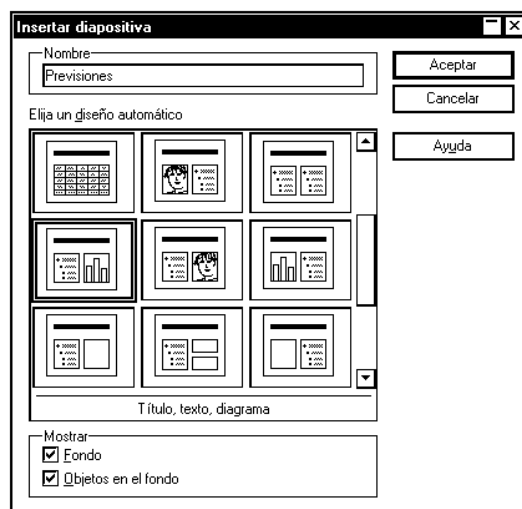 Insertar diapositiva
Nombre
Previsiones
Aceptar
Cancelar
Ayuda
Elija un diseño automático
Título, texto, diagrama
Mostrar
Fondo
Objetos en el fondo